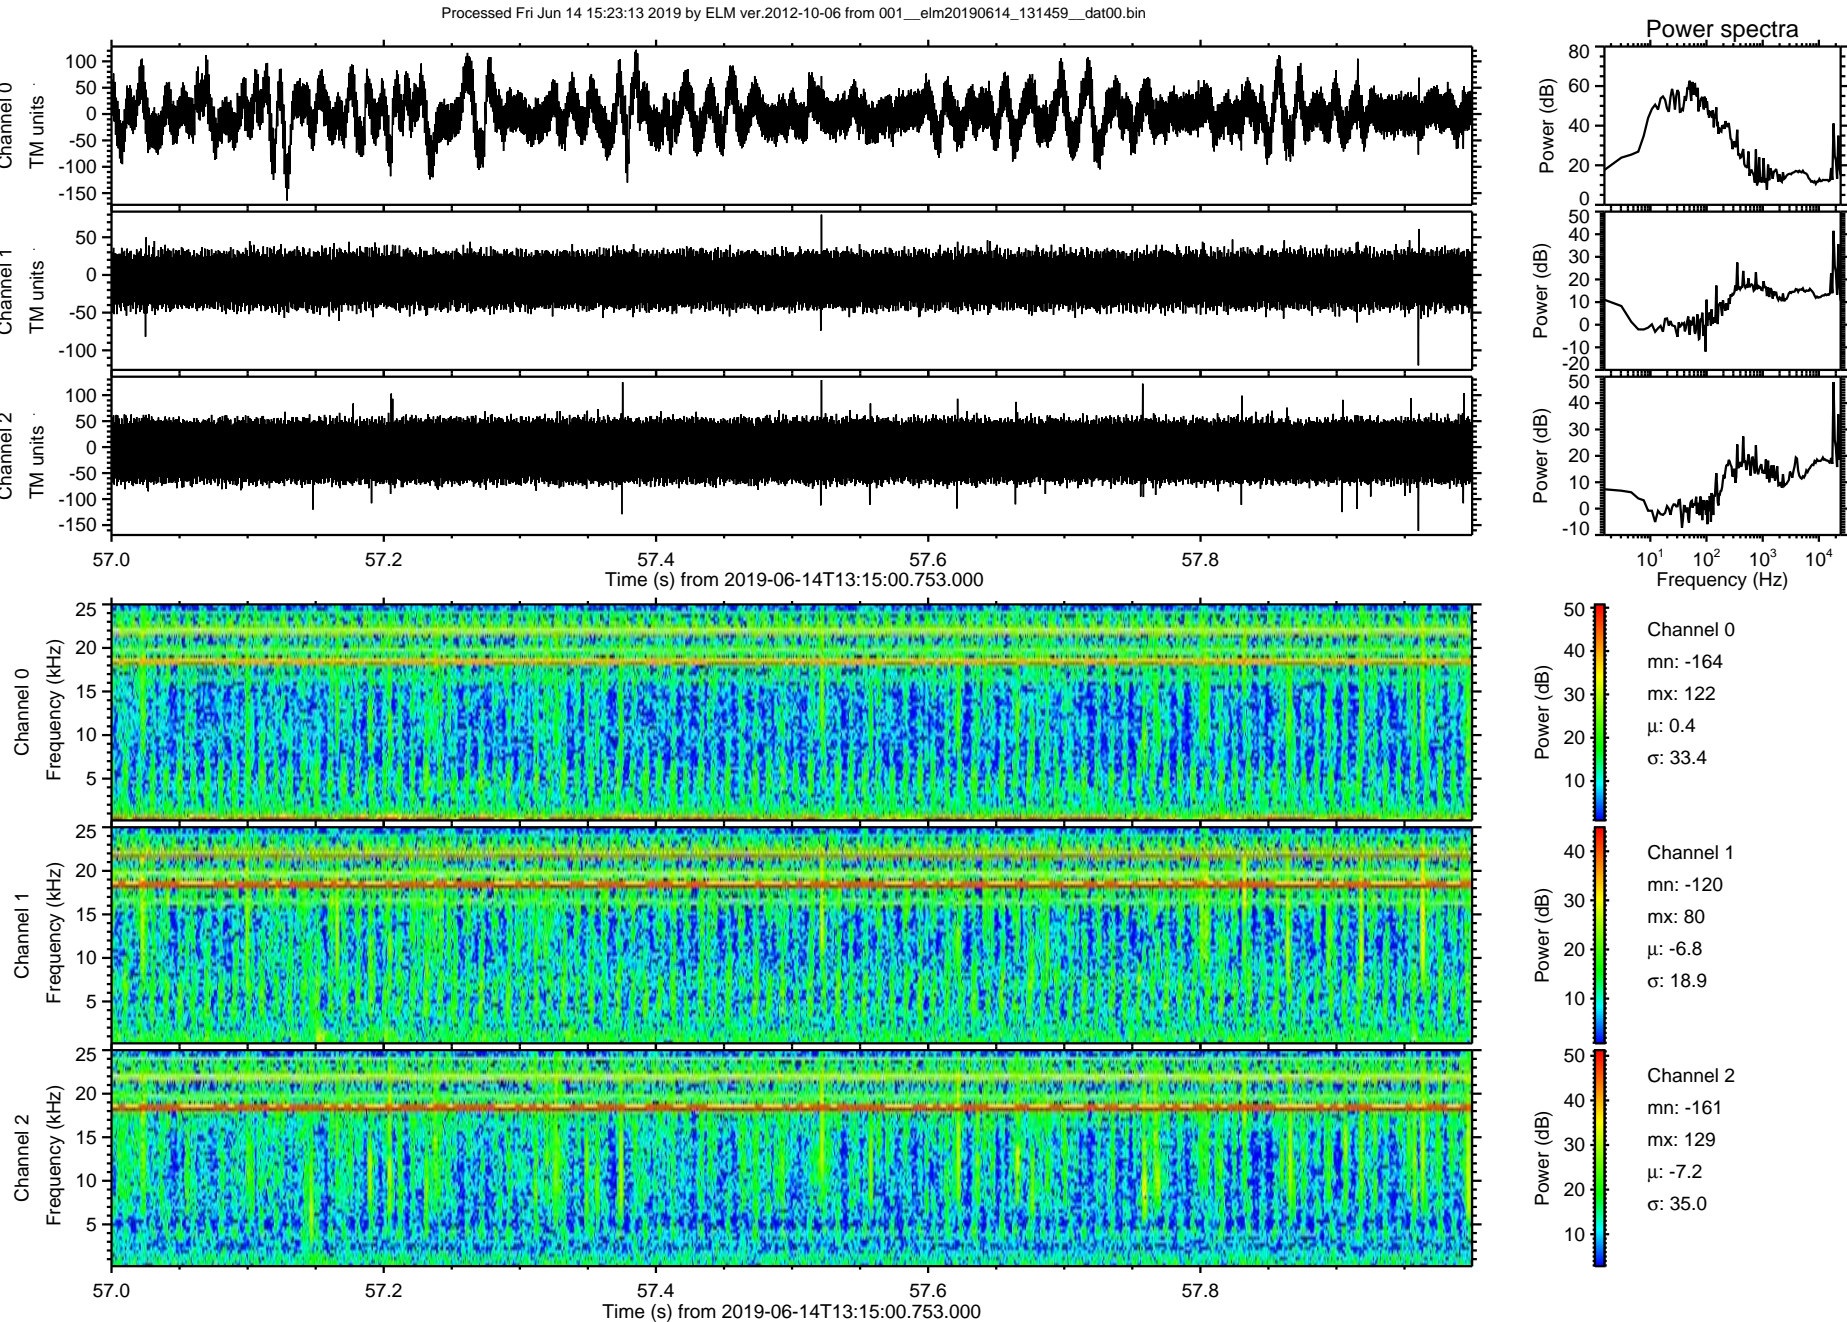 Processed Fri Jun 14 15:23:13 2019 by ELM ver.2012-10-06 from 001__elm20190614_131459__dat00.bin
Power spectra
Channel 0
TM units
100
50
0
-50
-100
-150
Power (dB)
80
60
40
20
0
Channel 1
TM units
50
0
-50
-100
Power (dB)
50
40
30
20
10
0
-10
-20
Channel 2
TM units
100
50
0
-50
-100
-150
Power (dB)
50
40
30
20
10
0
-10
57.0 57.2 57.4 57.6 57.8
Time (s) from 2019-06-14T13:15:00.753.000
10¹ 10² 10³ 10⁴
Frequency (Hz)
Channel 0
Frequency (kHz)
25
20
15
10
5
Power (dB)
50
40
30
20
10
Channel 0
mn: -164
mx: 122
μ: 0.4
σ: 33.4
Channel 1
Frequency (kHz)
25
20
15
10
5
Power (dB)
40
30
20
10
Channel 1
mn: -120
mx: 80
μ: -6.8
σ: 18.9
Channel 2
Frequency (kHz)
25
20
15
10
5
Power (dB)
50
40
30
20
10
Channel 2
mn: -161
mx: 129
μ: -7.2
σ: 35.0
57.0 57.2 57.4 57.6 57.8
Time (s) from 2019-06-14T13:15:00.753.000